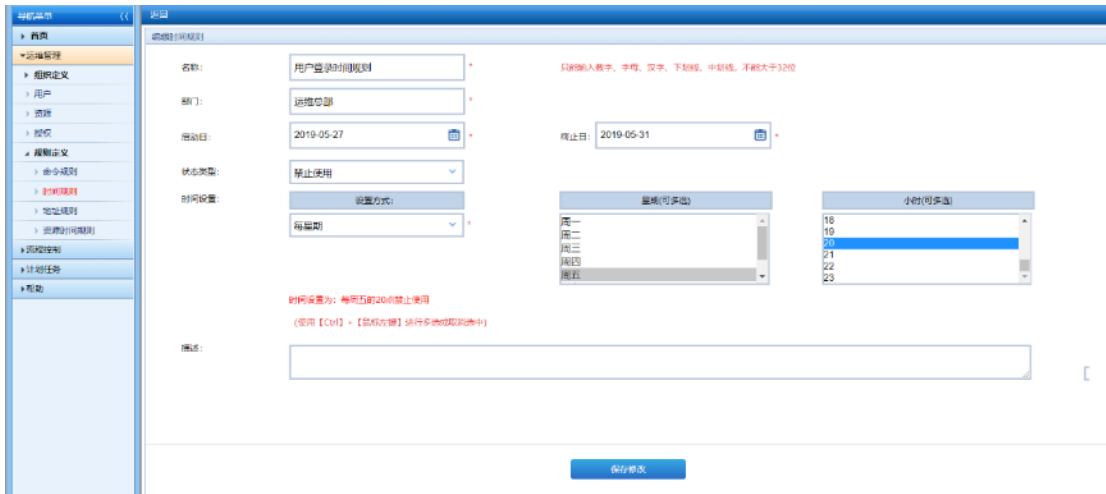 导航菜单
返回
首页
编辑时间规则
运维管理
名称:
用户登录时间规则
*
只能输入数字、字母、汉字、下划线、中划线。不能大于32位
组织定义
用户
部门:
运维总部
*
资源
授权
启动日:
2019-05-27
终止日:
2019-05-31
*
规则定义
命令规则
状态类型:
禁止使用
时间规则
时间设置:
设置方式:
星期(可多选)
小时(可多选)
地址规则
每星期
*
周一
周二
周三
周四
周五
18
19
20
21
22
23
资源时间规则
流程控制
计划任务
帮助
时间设置为: 每周五的20点禁止使用
(使用【Ctrl】+【鼠标左键】进行多选或取消选中)
描述:
保存修改